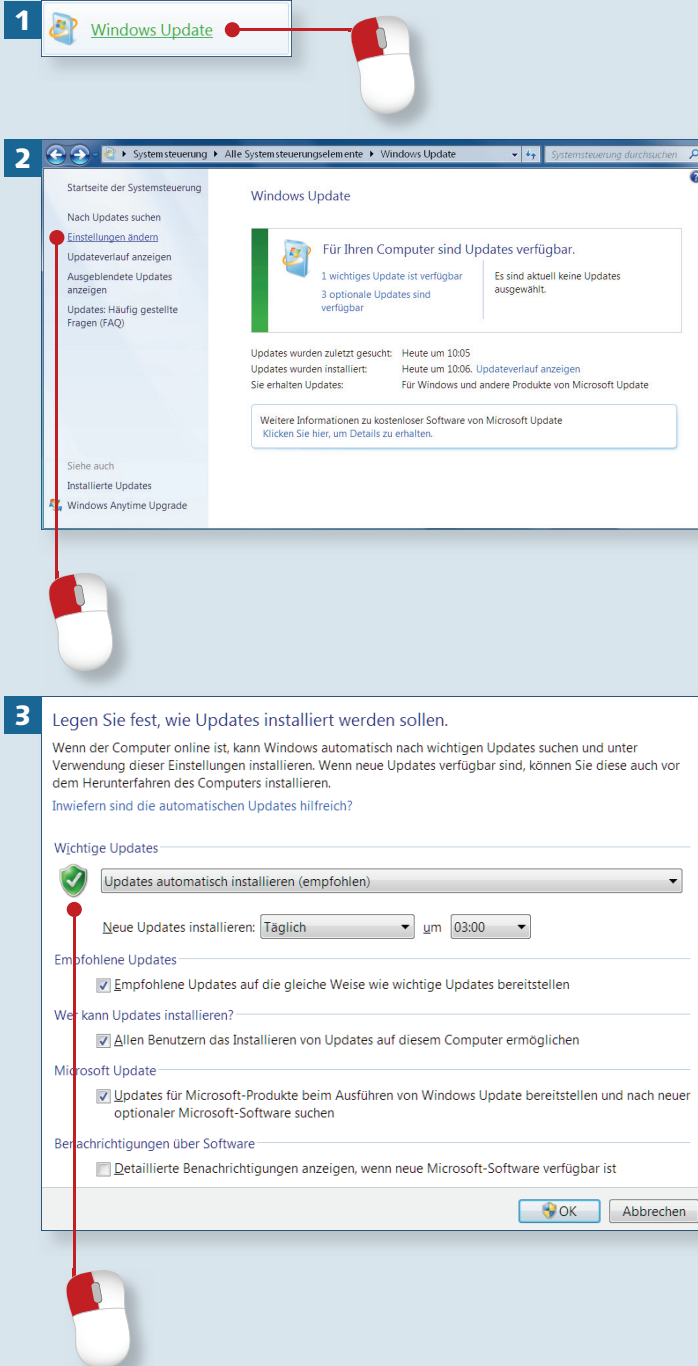 1
Windows Update
2
Systemsteuerung ▸ Alle Systemsteuerungselemente ▸ Windows Update
Systemsteuerung durchsuchen
Startseite der Systemsteuerung
Nach Updates suchen
Einstellungen ändern
Updateverlauf anzeigen
Ausgeblendete Updates
anzeigen
Updates: Häufig gestellte
Fragen (FAQ)
Siehe auch
Installierte Updates
Windows Anytime Upgrade
Windows Update
Für Ihren Computer sind Updates verfügbar.
1 wichtiges Update ist verfügbar
3 optionale Updates sind
verfügbar
Es sind aktuell keine Updates
ausgewählt.
Updates wurden zuletzt gesucht: Heute um 10:05
Updates wurden installiert: Heute um 10:06. Updateverlauf anzeigen
Sie erhalten Updates: Für Windows und andere Produkte von Microsoft Update
Weitere Informationen zu kostenloser Software von Microsoft Update
Klicken Sie hier, um Details zu erhalten.
3
Legen Sie fest, wie Updates installiert werden sollen.
Wenn der Computer online ist, kann Windows automatisch nach wichtigen Updates suchen und unter
Verwendung dieser Einstellungen installieren. Wenn neue Updates verfügbar sind, können Sie diese auch vor
dem Herunterfahren des Computers installieren.
Inwiefern sind die automatischen Updates hilfreich?
Wichtige Updates
Updates automatisch installieren (empfohlen)
Neue Updates installieren: Täglich um 03:00
Empfohlene Updates
Empfohlene Updates auf die gleiche Weise wie wichtige Updates bereitstellen
Wer kann Updates installieren?
Allen Benutzern das Installieren von Updates auf diesem Computer ermöglichen
Microsoft Update
Updates für Microsoft-Produkte beim Ausführen von Windows Update bereitstellen und nach neuer
optionaler Microsoft-Software suchen
Benachrichtigungen über Software
Detaillierte Benachrichtigungen anzeigen, wenn neue Microsoft-Software verfügbar ist
OK Abbrechen